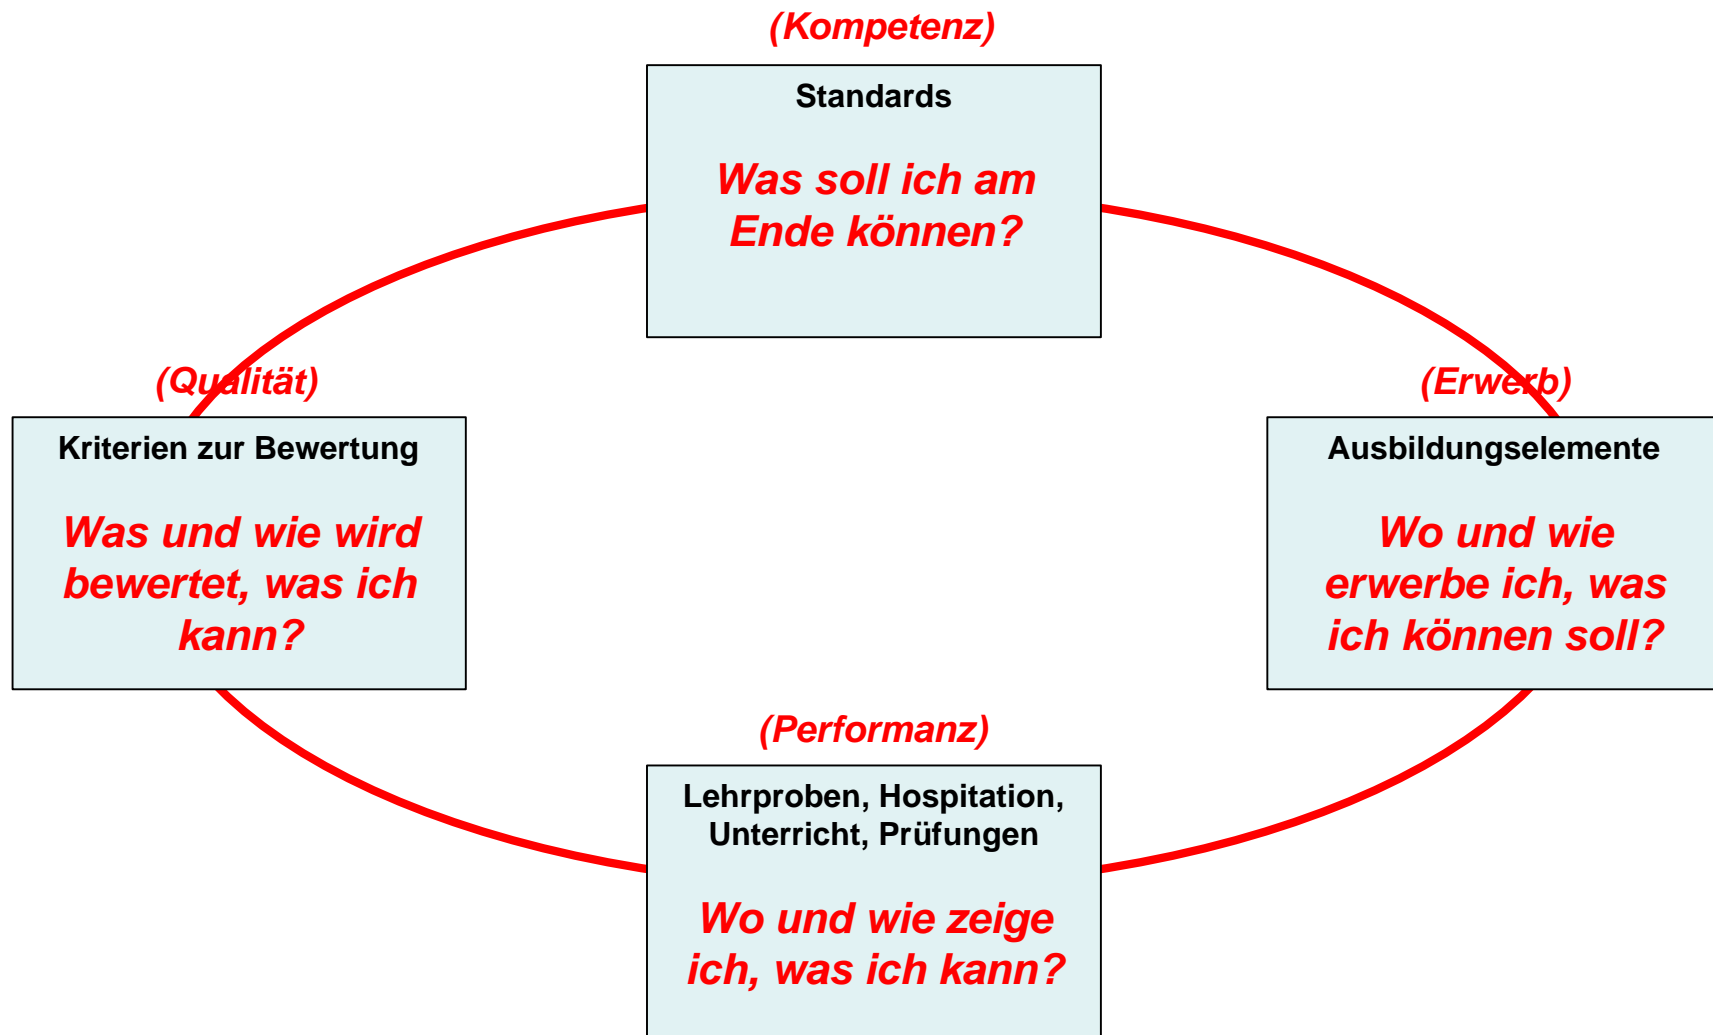 (Kompetenz)
Standards
Was soll ich am
Ende können?
(Qualität)
Kriterien zur Bewertung
Was und wie wird
bewertet, was ich
kann?
(Erwerb)
Ausbildungselemente
Wo und wie
erwerbe ich, was
ich können soll?
(Performanz)
Lehrproben, Hospitation,
Unterricht, Prüfungen
Wo und wie zeige
ich, was ich kann?